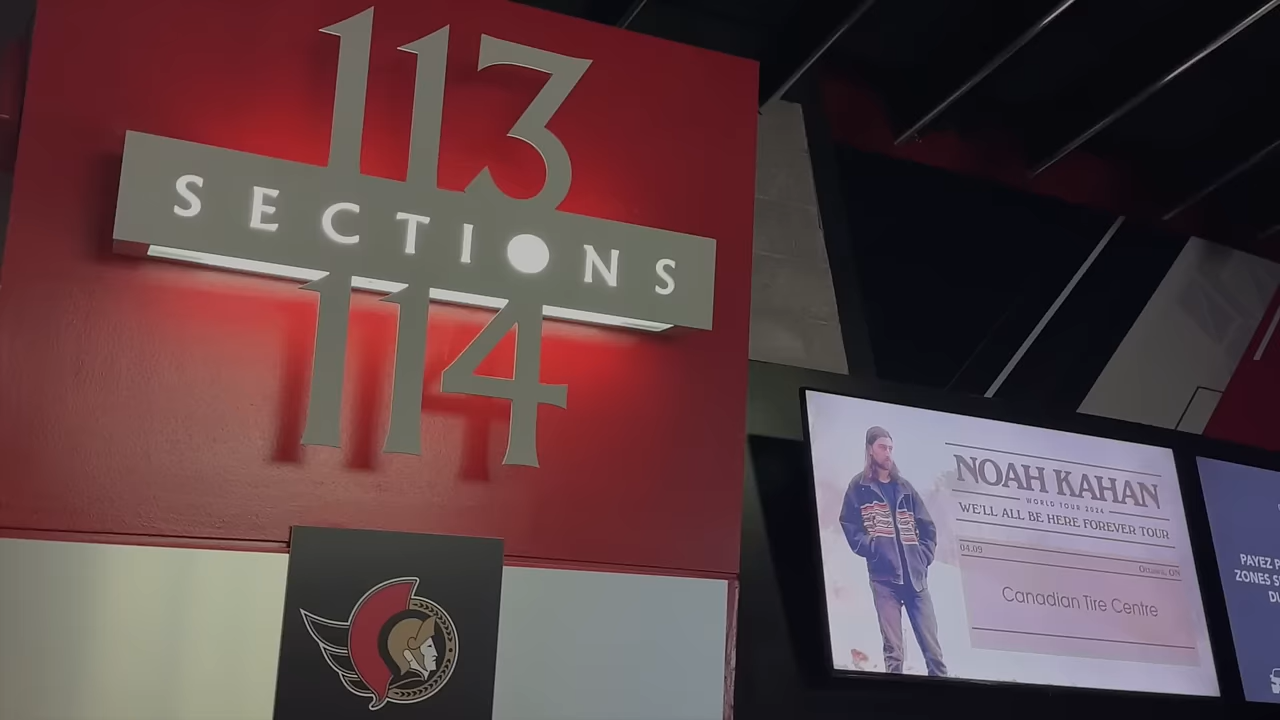 113
SECTIONS
114
NOAH KAHAN
WORLD TOUR 2024
WE'LL ALL BE HERE FOREVER TOUR
04.09
Ottawa, ON
Canadian Tire Centre
PAYEZ
ZONES